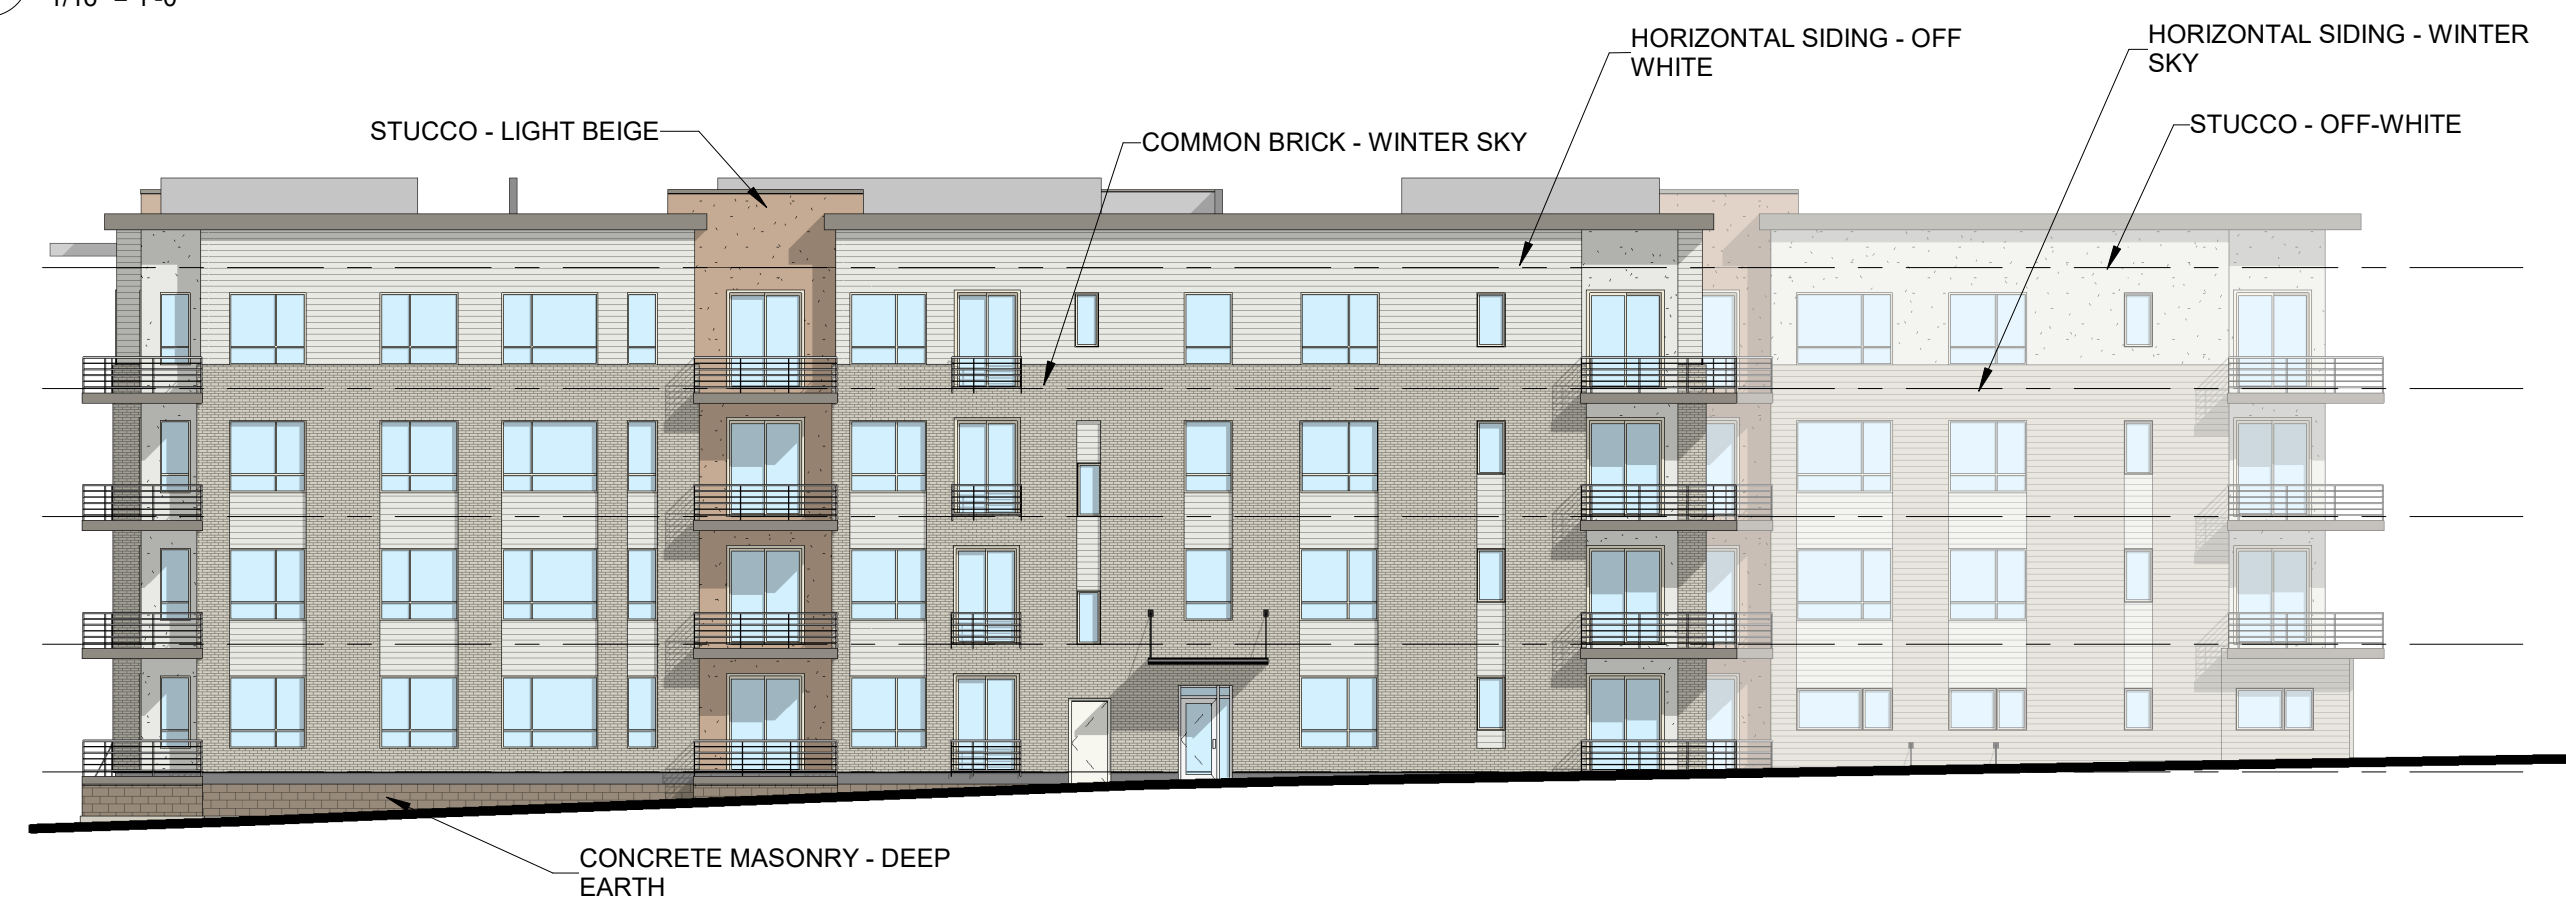 HORIZONTAL SIDING - OFF
WHITE
HORIZONTAL SIDING - WINTER
SKY
STUCCO - LIGHT BEIGE
COMMON BRICK - WINTER SKY
STUCCO - OFF-WHITE
CONCRETE MASONRY - DEEP
EARTH